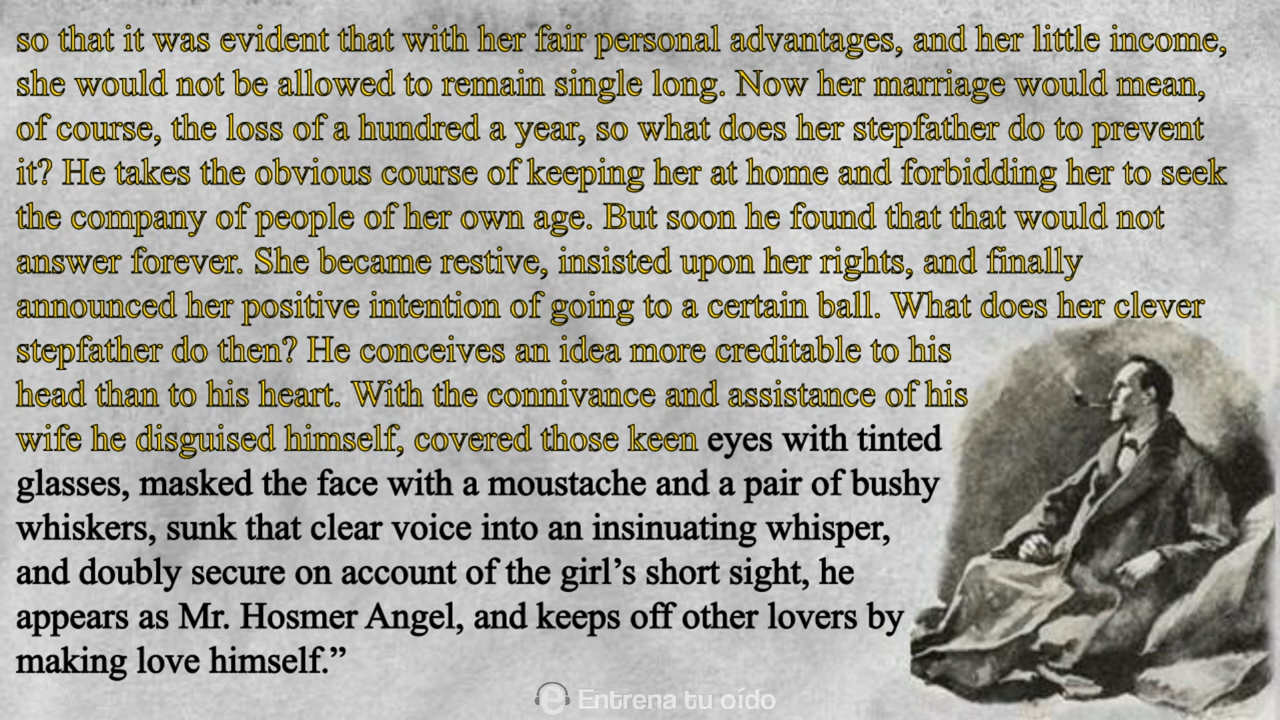 so that it was evident that with her fair personal advantages, and her little income,
she would not be allowed to remain single long. Now her marriage would mean,
of course, the loss of a hundred a year, so what does her stepfather do to prevent
it? He takes the obvious course of keeping her at home and forbidding her to seek
the company of people of her own age. But soon he found that that would not
answer forever. She became restive, insisted upon her rights, and finally
announced her positive intention of going to a certain ball. What does her clever
stepfather do then? He conceives an idea more creditable to his
head than to his heart. With the connivance and assistance of his
wife he disguised himself, covered those keen eyes with tinted
glasses, masked the face with a moustache and a pair of bushy
whiskers, sunk that clear voice into an insinuating whisper,
and doubly secure on account of the girl’s short sight, he
appears as Mr. Hosmer Angel, and keeps off other lovers by
making love himself.”
e Entrena tu oído